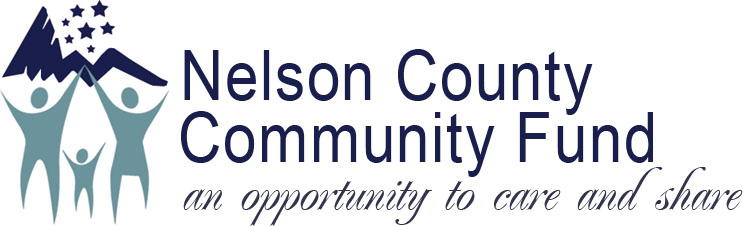 Nelson County
Community Fund
an opportunity to care and share